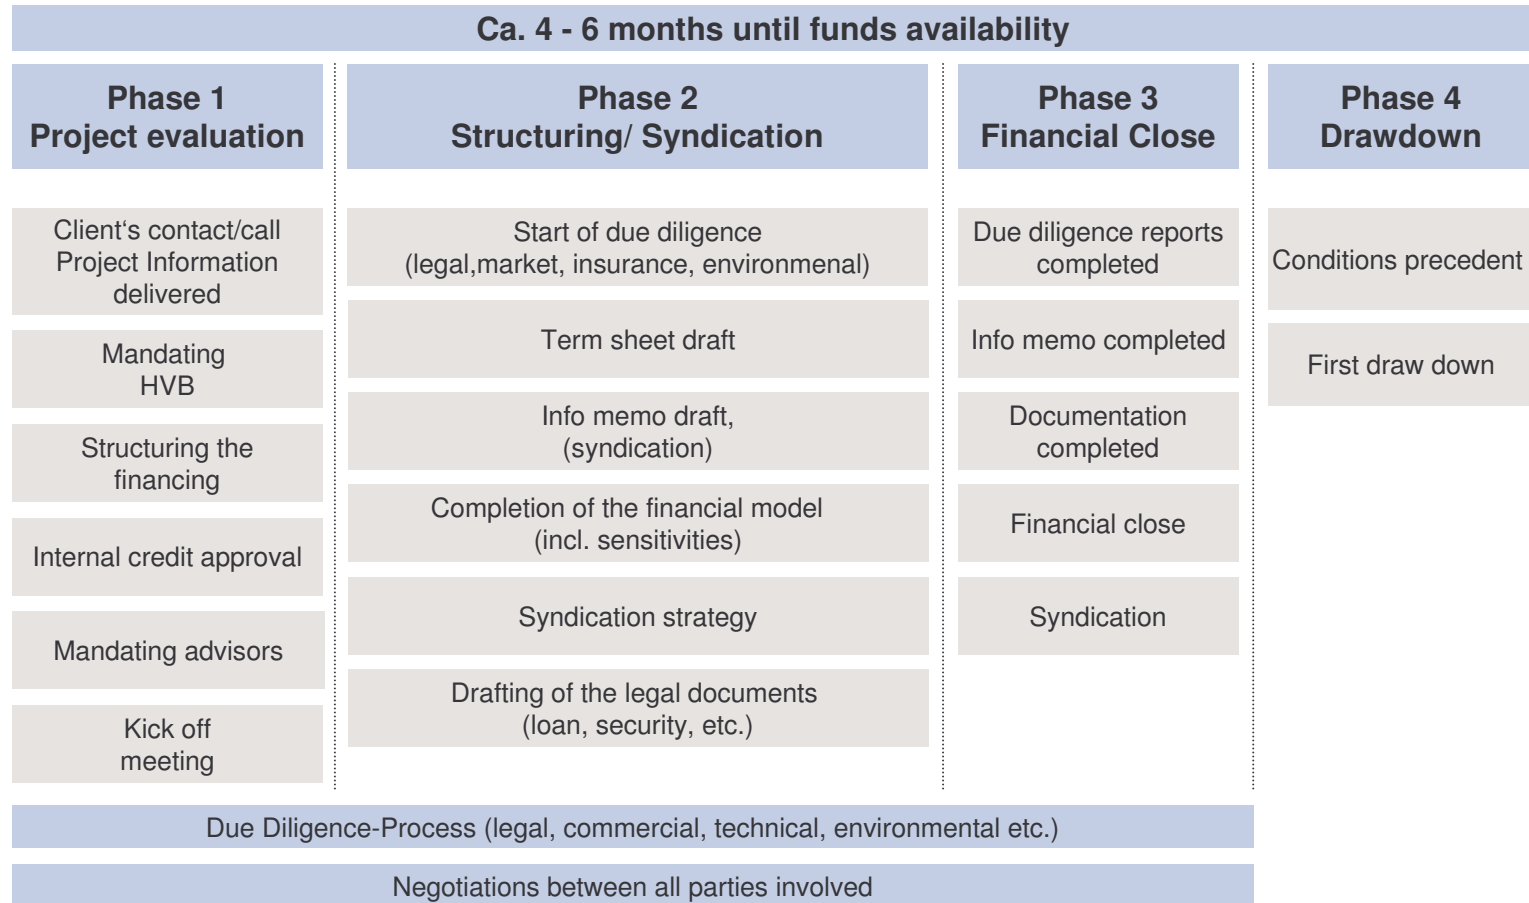 Ca. 4 - 6 months until funds availability
Phase 1
Project evaluation
Client‘s contact/call
Project Information
delivered
Mandating
HVB
Structuring the
financing
Internal credit approval
Mandating advisors
Kick off
meeting
Phase 2
Structuring/ Syndication
Start of due diligence
(legal,market, insurance, environmenal)
Term sheet draft
Info memo draft,
(syndication)
Completion of the financial model
(incl. sensitivities)
Syndication strategy
Drafting of the legal documents
(loan, security, etc.)
Phase 3
Financial Close
Due diligence reports
completed
Info memo completed
Documentation
completed
Financial close
Syndication
Phase 4
Drawdown
Conditions precedent
First draw down
Due Diligence-Process (legal, commercial, technical, environmental etc.)
Negotiations between all parties involved